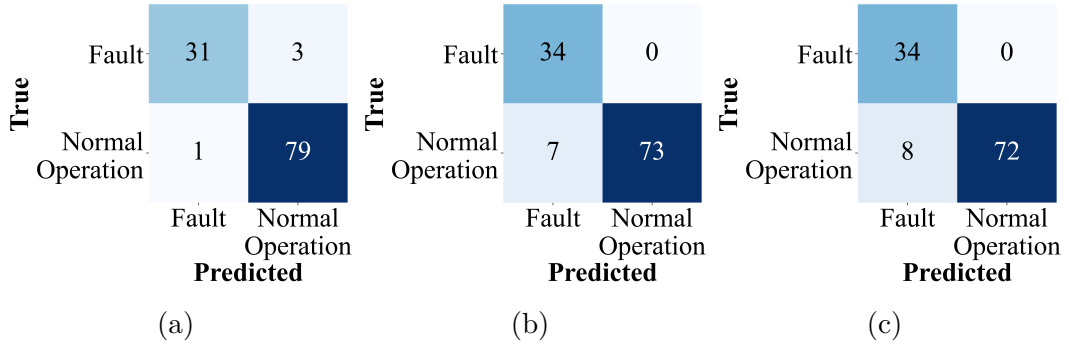 True
Fault
31
3
Normal
Operation
1
79
Fault
Normal
Operation
Predicted
(a)
True
Fault
34
0
Normal
Operation
7
73
Fault
Normal
Operation
Predicted
(b)
True
Fault
34
0
Normal
Operation
8
72
Fault
Normal
Operation
Predicted
(c)